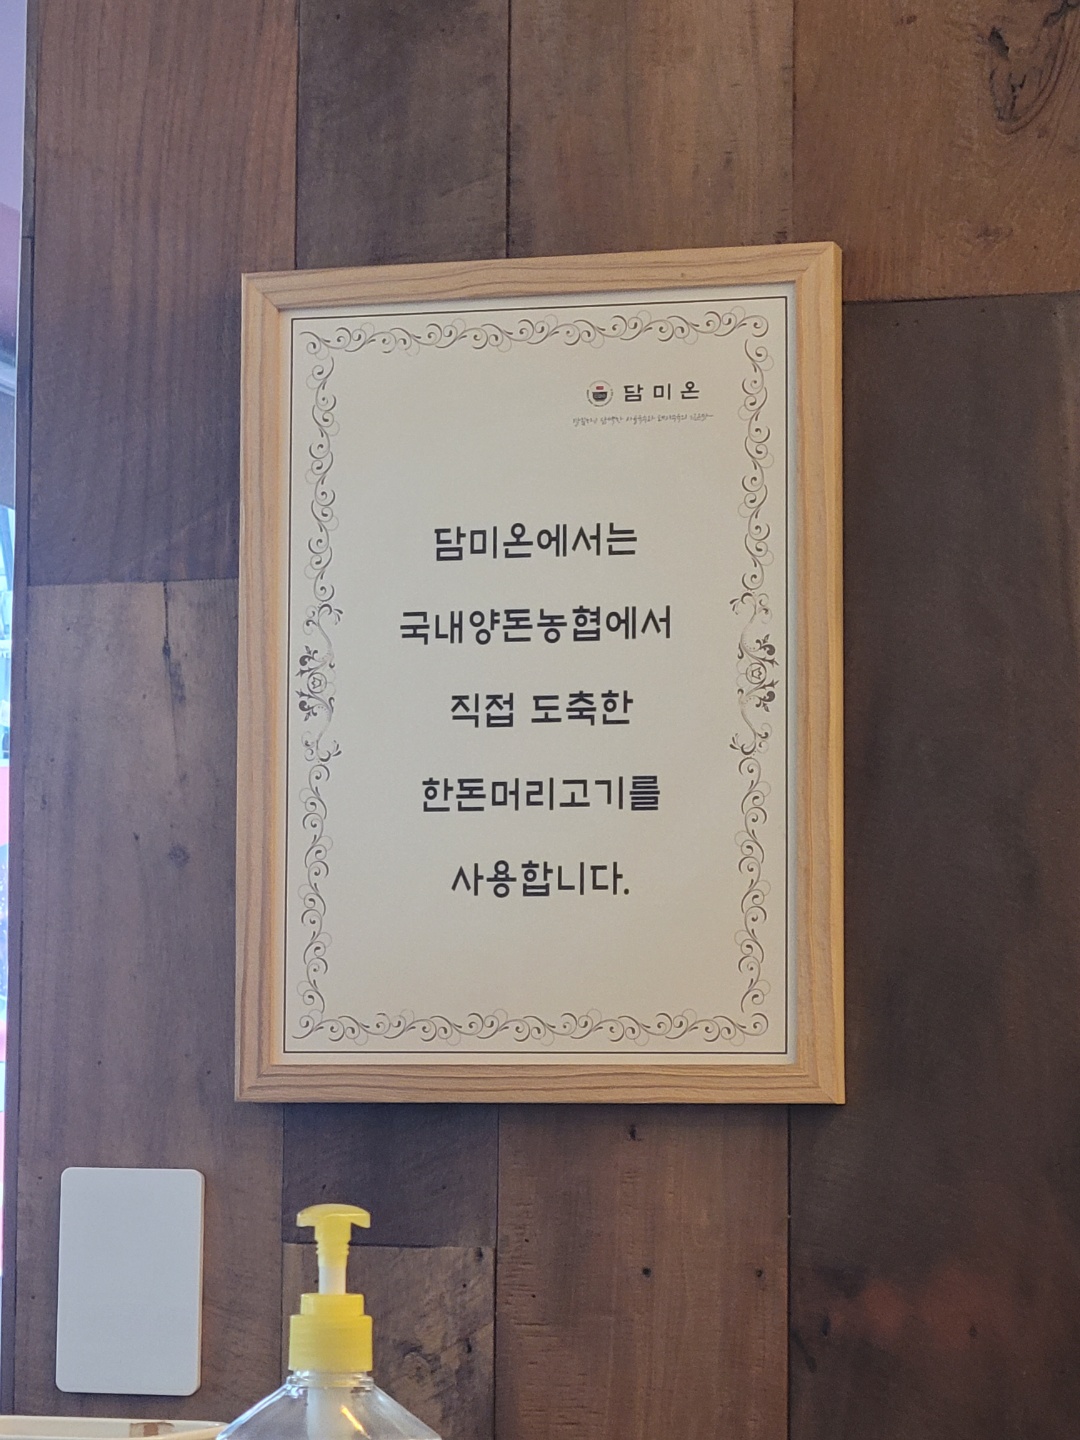 담미온
담미온에서는
국내양돈농협에서
직접 도축한
한돈머리고기를
사용합니다.